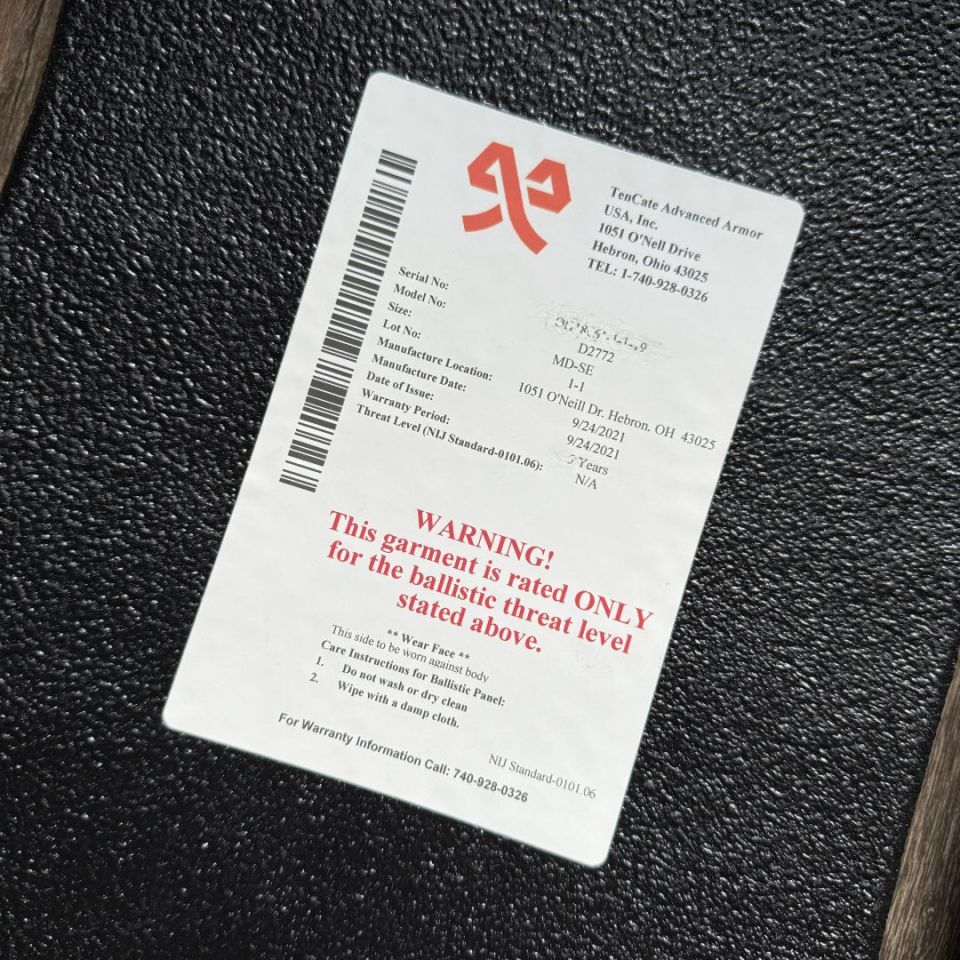 TenCate Advanced Armor
USA, Inc.
1051 O'Nell Drive
Hebron, Ohio 43025
TEL: 1-740-928-0326
Serial No:
Model No: D2772
Size: MD-SE
Lot No: 1-1
Manufacture Location: 1051 O'Neill Dr. Hebron. OH 43025
Manufacture Date: 9/24/2021
Date of Issue: 9/24/2021
Warranty Period: Years
Threat Level (NIJ Standard-0101.06): N/A
WARNING!
This garment is rated ONLY
for the ballistic threat level
stated above.
** Wear Face **
This side to be worn against body
Care Instructions for Ballistic Panel:
1. Do not wash or dry clean
2. Wipe with a damp cloth.
NIJ Standard-0101.06
For Warranty Information Call: 740-928-0326